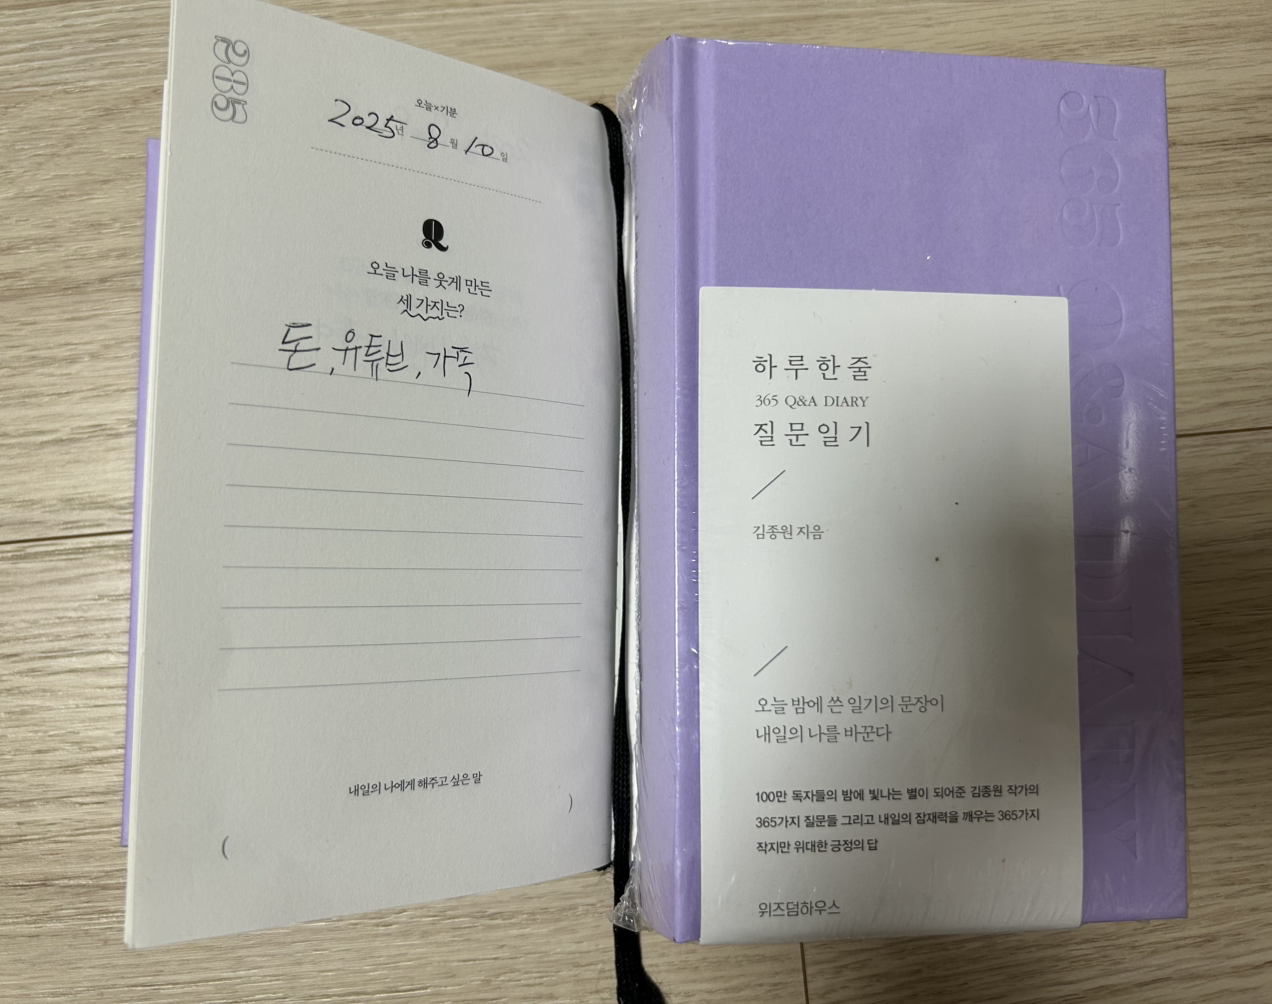 285
오늘×기분
2025년 8월 10일
Q
오늘 나를 웃게 만든
셋 가지는?
돈, 유튜브, 가족
내일의 나에게 해주고 싶은 말
( )
365 Q&A DIARY
하루 한 줄
365 Q&A DIARY
질문일기
김종원 지음
오늘 밤에 쓴 일기의 문장이
내일의 나를 바꾼다
100만 독자들의 밤에 빛나는 별이 되어준 김종원 작가의
365가지 질문들 그리고 내일의 잠재력을 깨우는 365가지
작지만 위대한 긍정의 답
위즈덤하우스